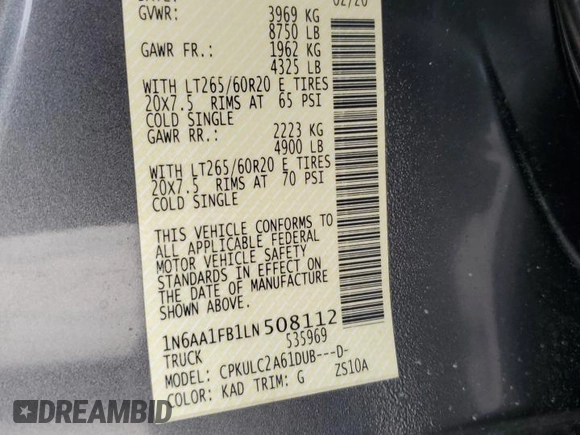 GVWR: 3969 KG
8750 LB
GAWR FR.: 1962 KG
4325 LB
WITH LT265/60R20 E TIRES
20X7.5 RIMS AT 65 PSI
COLD SINGLE
GAWR RR.: 2223 KG
4900 LB
WITH LT265/60R20 E TIRES
20X7.5 RIMS AT 70 PSI
COLD SINGLE
THIS VEHICLE CONFORMS TO
ALL APPLICABLE FEDERAL
MOTOR VEHICLE SAFETY
STANDARDS IN EFFECT ON
THE DATE OF MANUFACTURE
SHOWN ABOVE.
1N6AA1FB1LN508112
TRUCK 535969
MODEL: CPKULC2A61DUB---D-
COLOR: KAD TRIM: G ZS10A
DREAMBID